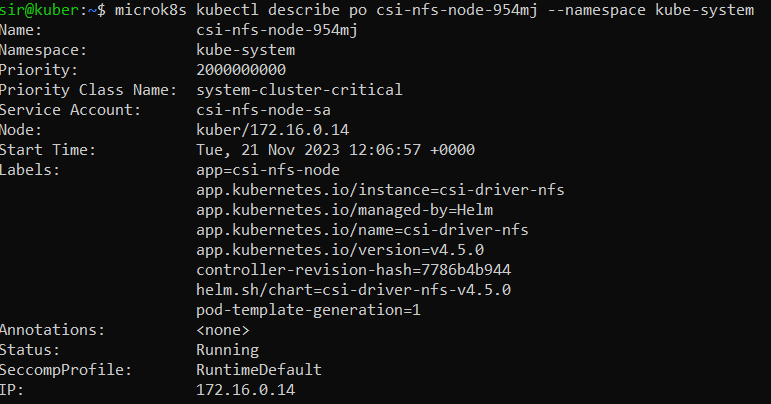 sir@kuber:~$ microk8s kubectl describe po csi-nfs-node-954mj --namespace kube-system
Name: csi-nfs-node-954mj
Namespace: kube-system
Priority: 2000000000
Priority Class Name: system-cluster-critical
Service Account: csi-nfs-node-sa
Node: kuber/172.16.0.14
Start Time: Tue, 21 Nov 2023 12:06:57 +0000
Labels: app=csi-nfs-node
app.kubernetes.io/instance=csi-driver-nfs
app.kubernetes.io/managed-by=Helm
app.kubernetes.io/name=csi-driver-nfs
app.kubernetes.io/version=v4.5.0
controller-revision-hash=7786b4b944
helm.sh/chart=csi-driver-nfs-v4.5.0
pod-template-generation=1
Annotations: <none>
Status: Running
SeccompProfile: RuntimeDefault
IP: 172.16.0.14